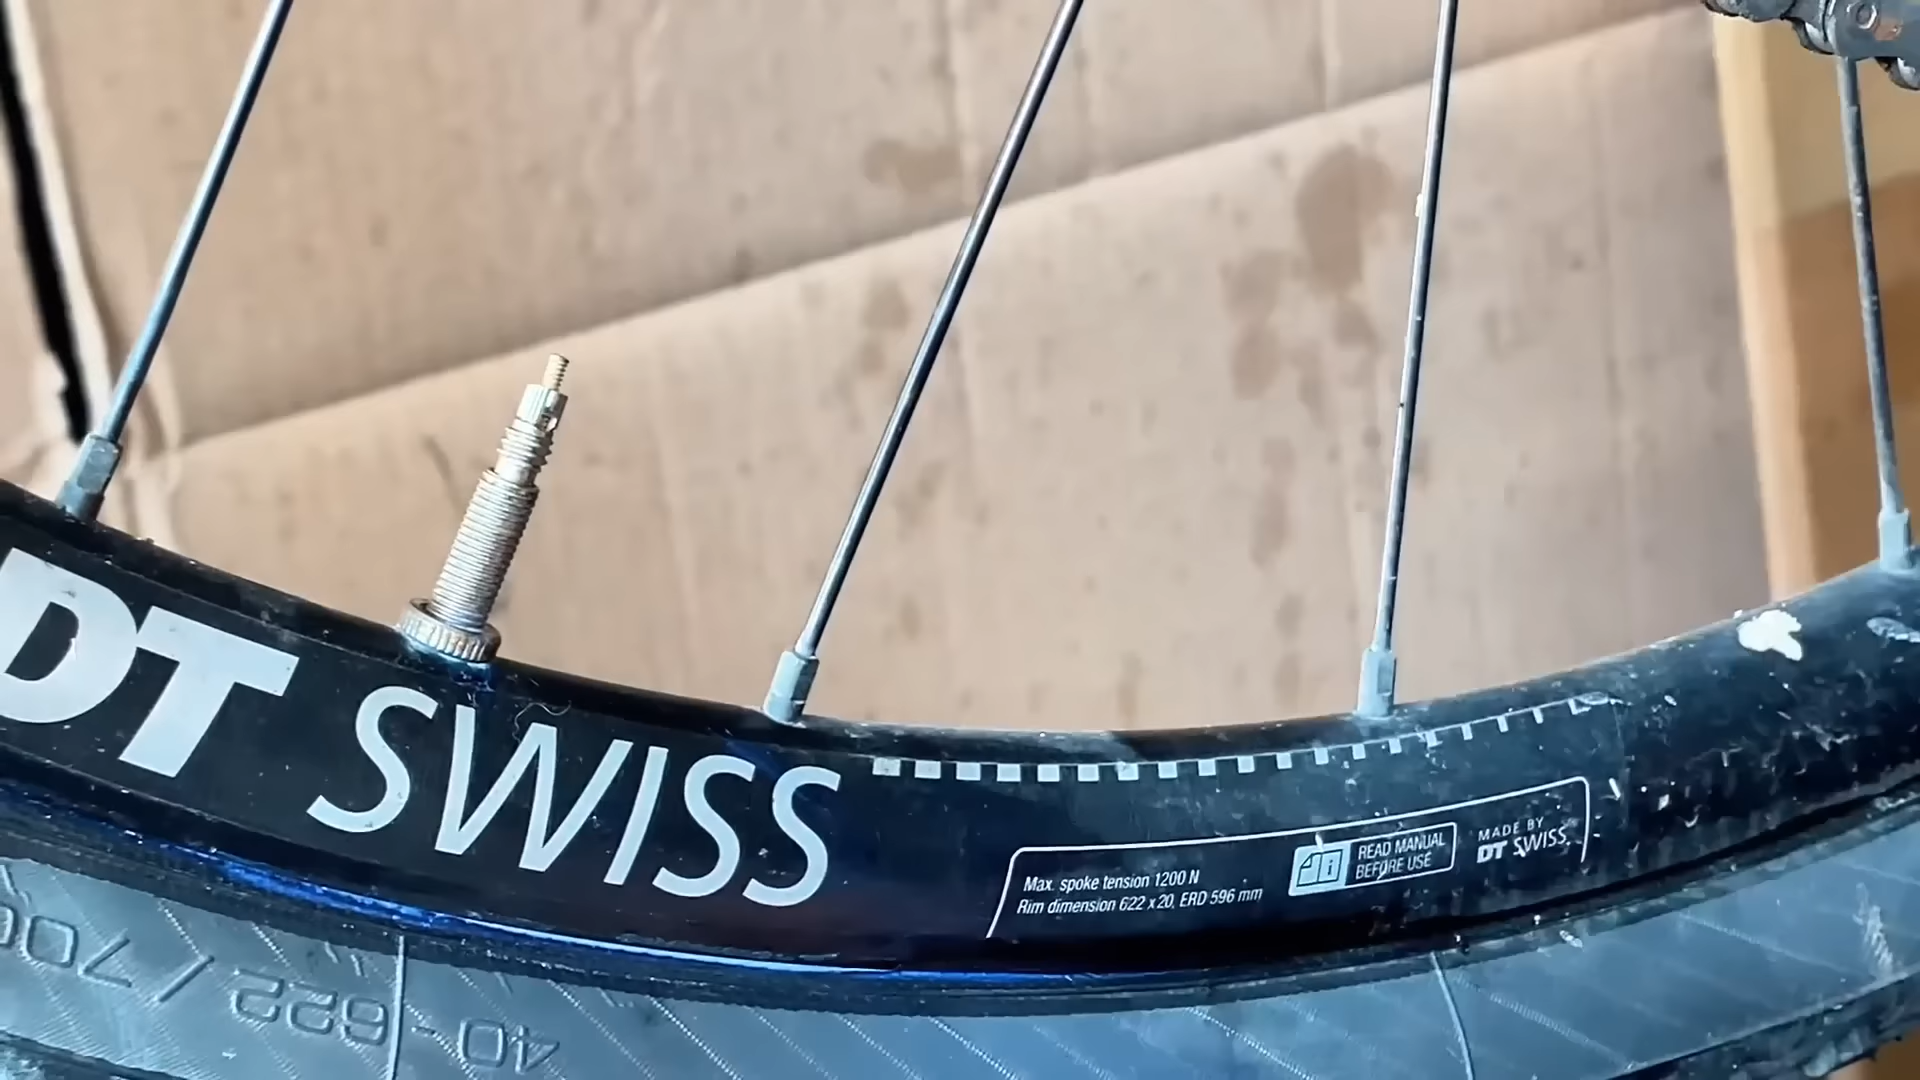 DT SWISS
Max. spoke tension 1200 N
Rim dimension 622 x 20, ERD 596 mm
READ MANUAL
BEFORE USE
MADE BY
DT SWISS
40-622 / 700